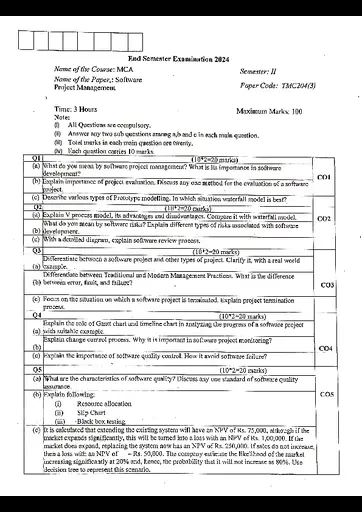 End Semester Examination 2024
Name of the Course: MCA
Semester: II
Name of the Paper,: Software
Project Management
Paper Code: TMC204(3)
Time: 3 Hours
Maximum Marks: 100
Note:
(i) All Questions are compulsory.
(ii) Answer any two sub questions among a,b and c in each main question.
(iii) Total marks in each main question are twenty.
(iv) Each question carries 10 marks.
Q1 (10*2=20 marks)
(a) What do you mean by software project management? What is its importance in software
development?
CO1
(b) Explain importance of project evaluation. Discuss any one method for the evaluation of a software
project.
(c) Describe various types of Prototype modelling. In which situation waterfall model is best?
Q2 (10*2=20 marks)
(a) Explain V process model, its advantages and disadvantages. Compare it with waterfall model.
CO2
What do you mean by software risks? Explain different types of risks associated with software
(b) development.
(c) With a detailed diagram, explain software review process.
Q3 (10*2=20 marks)
Differentiate between a software project and other types of project. Clarify it, with a real world
(a) example.
Differentiate between Traditional and Modern Management Practices. What is the difference
(b) between error, fault, and failure?
CO3
(c) Focus on the situation on which a software project is terminated. Explain project termination
process.
Q4 (10*2=20 marks)
Explain the role of Gantt chart and timeline chart in analyzing the progress of a software project
(a) with suitable example.
Explain change control process. Why it is important in software project monitoring?
(b)
CO4
(c) Explain the importance of software quality control. How it avoid software failure?
Q5 (10*2=20 marks)
(a) What are the characteristics of software quality? Discuss any one standard of software quality
assurance.
(b) Explain following:
CO5
(i) Resource allocation
(ii) Slip Chart
(iii) Black box testing.
(c) It is calculated that extending the existing system will have an NPV of Rs. 75,000, although if the
market expands significantly, this will be turned into a loss with an NPV of Rs. 1,00,000. If the
market does expand, replacing the system now has an NPV of Rs. 250,000. If sales do not increase,
then a loss with an NPV of = Rs. 50,000. The company estimate the likelihood of the market
increasing significantly at 20% and, hence, the probability that it will not increase as 80%. Use
decision tree to represent this scenario.